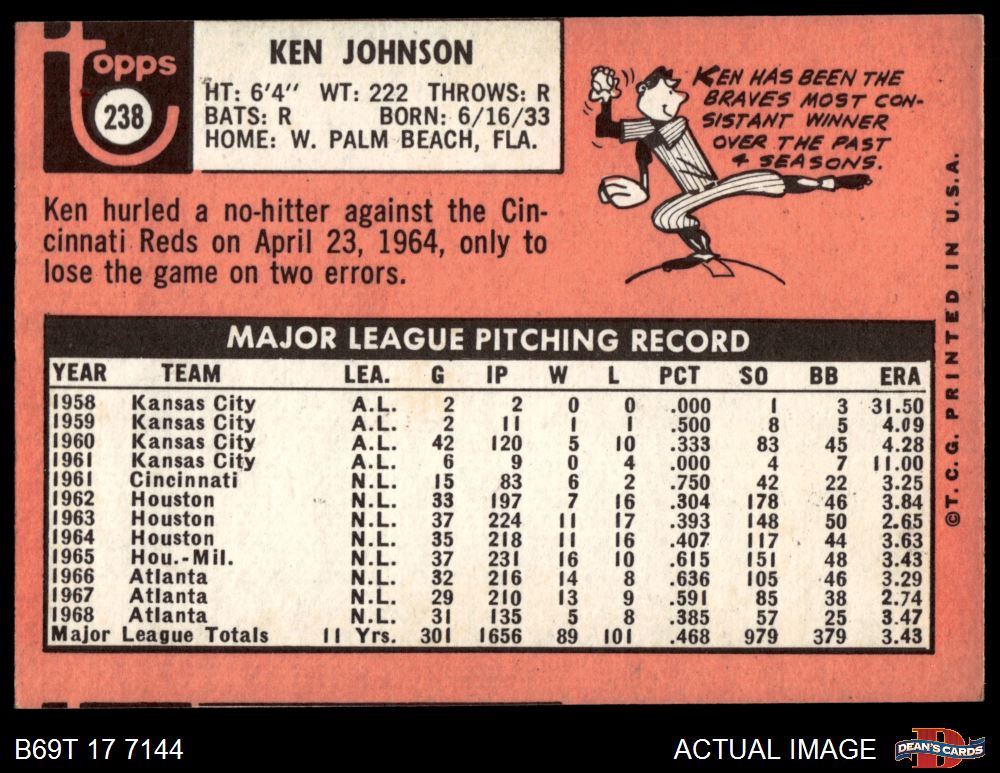 topps
238
KEN JOHNSON
HT: 6'4" WT: 222 THROWS: R
BATS: R BORN: 6/16/33
HOME: W. PALM BEACH, FLA.
KEN HAS BEEN THE
BRAVES MOST CON-
SISTANT WINNER
OVER THE PAST
4 SEASONS.
Ken hurled a no-hitter against the Cin-
cinnati Reds on April 23, 1964, only to
lose the game on two errors.
MAJOR LEAGUE PITCHING RECORD
YEAR TEAM LEA. G IP W L PCT SO BB ERA
1958 Kansas City A.L. 2 2 0 0 .000 1 3 31.50
1959 Kansas City A.L. 2 11 1 1 .500 8 5 4.09
1960 Kansas City A.L. 42 120 5 10 .333 83 45 4.28
1961 Kansas City A.L. 6 9 0 4 .000 4 7 11.00
1961 Cincinnati N.L. 15 83 6 2 .750 42 22 3.25
1962 Houston N.L. 33 197 7 16 .304 178 46 3.84
1963 Houston N.L. 37 224 11 17 .393 148 50 2.65
1964 Houston N.L. 35 218 11 16 .407 117 44 3.63
1965 Hou.-Mil. N.L. 37 231 16 10 .615 151 48 3.43
1966 Atlanta N.L. 32 216 14 8 .636 105 46 3.29
1967 Atlanta N.L. 29 210 13 9 .591 85 38 2.74
1968 Atlanta N.L. 31 135 5 8 .385 57 25 3.47
Major League Totals 11 Yrs. 301 1656 89 101 .468 979 379 3.43
©T.C.G. PRINTED IN U.S.A.
B69T 17 7144
ACTUAL IMAGE
D
DEAN'S CARDS